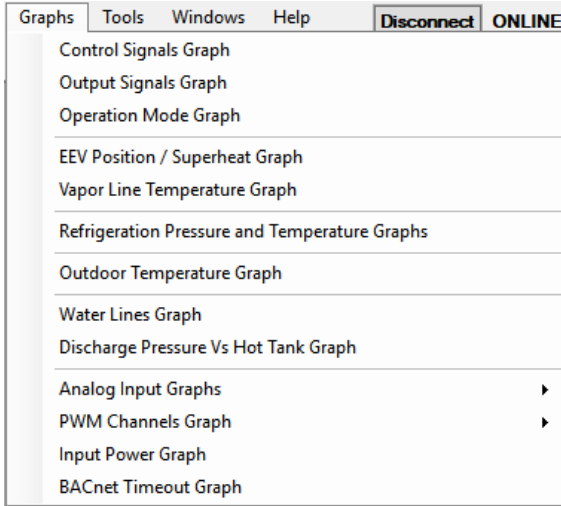 Graphs Tools Windows Help Disconnect ONLINE
Control Signals Graph
Output Signals Graph
Operation Mode Graph
EEV Position / Superheat Graph
Vapor Line Temperature Graph
Refrigeration Pressure and Temperature Graphs
Outdoor Temperature Graph
Water Lines Graph
Discharge Pressure Vs Hot Tank Graph
Analog Input Graphs
PWM Channels Graph
Input Power Graph
BACnet Timeout Graph